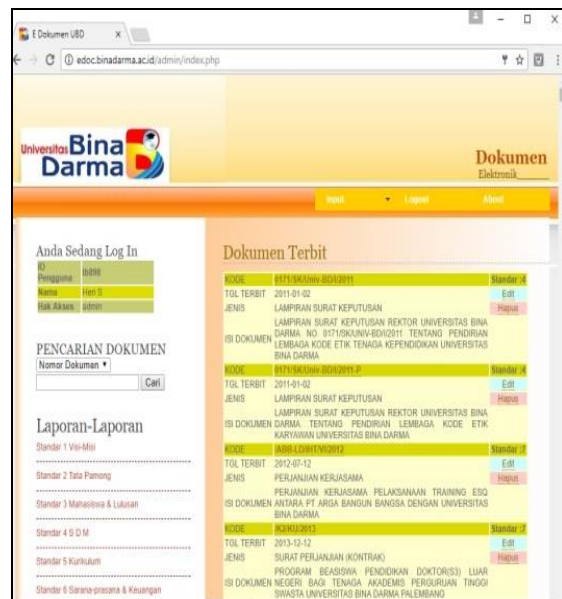 E Dokumen UBD
edoc.binadarma.ac.id/admin/index.php
Universitas Bina
Darma
Dokumen
Elektronik
Input
Logout
About
Anda Sedang Log In
ID Pengguna
Nama Hen S
Hak Akses admin
PENCARIAN DOKUMEN
Nomor Dokumen
Cari
Laporan-Laporan
Standar 1 Visi-Misi
Standar 2 Tata Pamong
Standar 3 Mahasiswa & Lulusan
Standar 4 S D M
Standar 5 Kurikulum
Standar 6 Sarana-prasana & Keuangan
Dokumen Terbit
KODE 0171/SK/Univ-BD/I/2011 Standar :4
TGL TERBIT 2011-01-02 Edit
JENIS LAMPIRAN SURAT KEPUTUSAN Hapus
LAMPIRAN SURAT KEPUTUSAN REKTOR UNIVERSITAS BINA
ISI DOKUMEN DARMA NO 0171/SK/UNIV-BD/I/2011 TENTANG PENDIRIAN
LEMBAGA KODE ETIK TENAGA KEPENDIDIKAN UNIVERSITAS
BINA DARMA
KODE 0171/SK/Univ-BD/I/2011-P Standar :4
TGL TERBIT 2011-01-02 Edit
JENIS LAMPIRAN SURAT KEPUTUSAN Hapus
LAMPIRAN SURAT KEPUTUSAN REKTOR UNIVERSITAS BINA
ISI DOKUMEN DARMA TENTANG PENDIRIAN LEMBAGA KODE ETIK
KARYAWAN UNIVERSITAS BINA DARMA
KODE Standar :7
TGL TERBIT 2012-07-12 Edit
JENIS PERJANJIAN KERJASAMA Hapus
PERJANJIAN KERJASAMA PELAKSANAAN TRAINING ESQ
ISI DOKUMEN ANTARA PT ARGA BANGUN BANGSA DENGAN UNIVERSITAS
BINA DARMA
KODE Standar :7
TGL TERBIT 2013-12-12 Edit
JENIS SURAT PERJANJIAN (KONTRAK) Hapus
PROGRAM BEASISWA PENDIDIKAN DOKTOR(S3) LUAR
ISI DOKUMEN NEGERI BAGI TENAGA AKADEMIS PERGURUAN TINGGI
SWASTA UNIVERSITAS BINA DARMA PALEMBANG